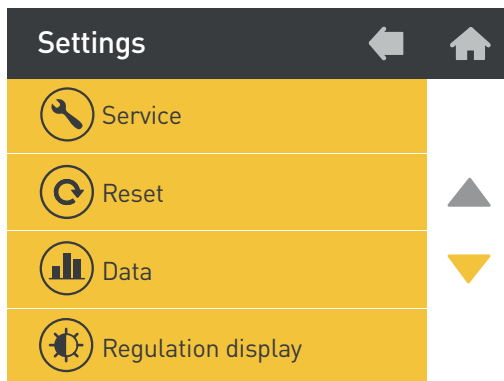 Settings
Service
Reset
Data
Regulation display